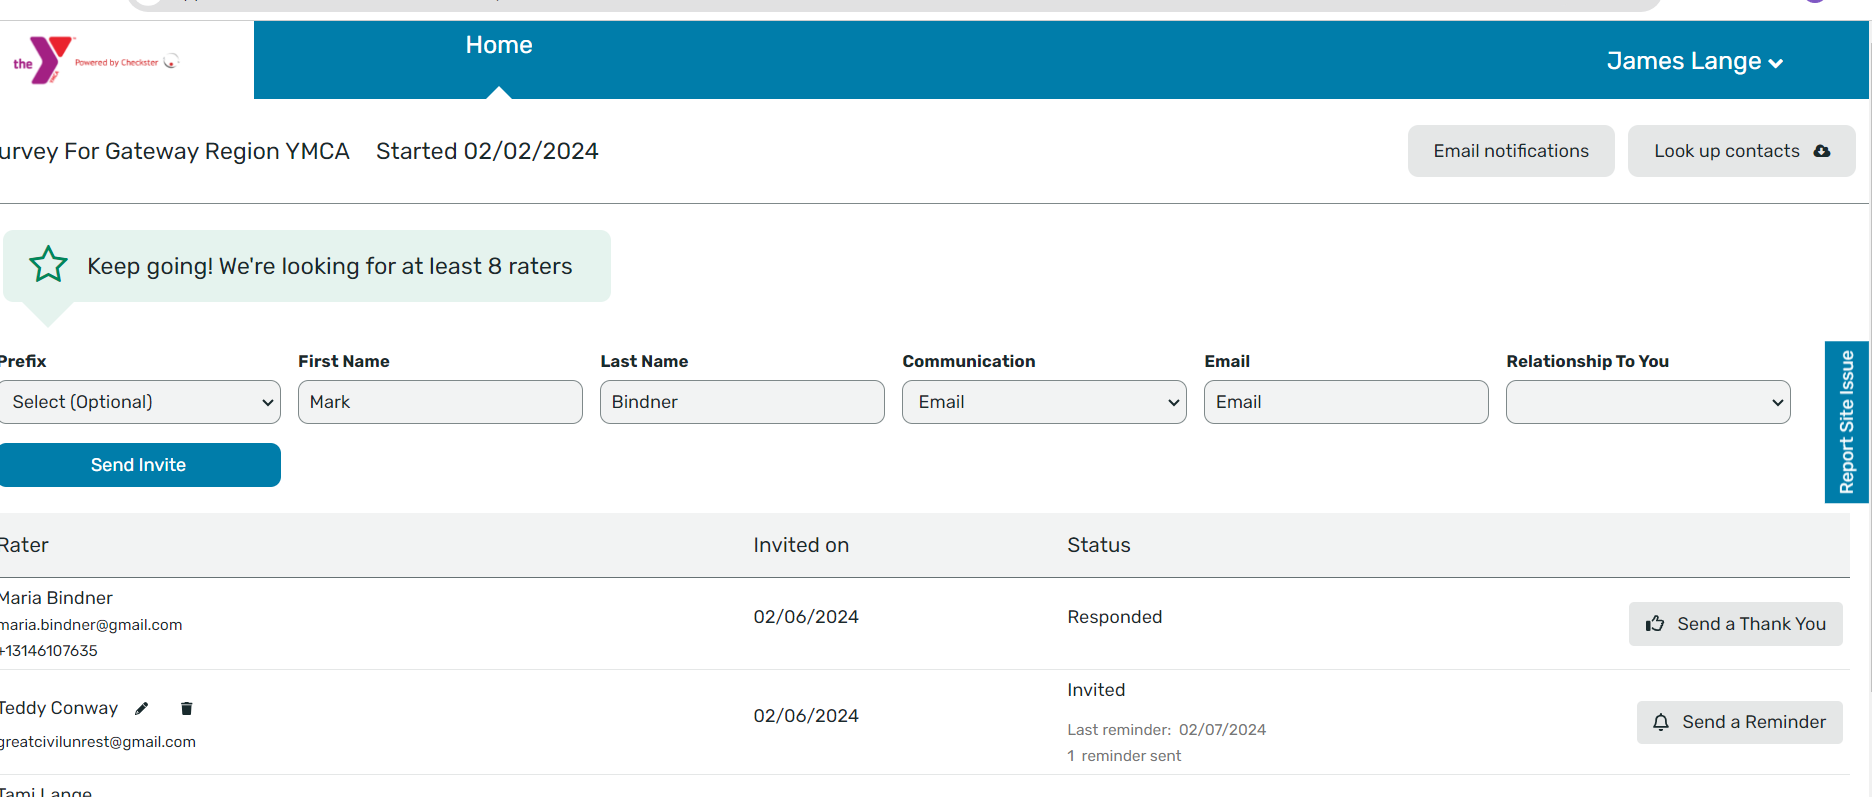 the Y Powered by Checkster
Home
James Lange
urvey For Gateway Region YMCA Started 02/02/2024
Email notifications
Look up contacts
Keep going! We're looking for at least 8 raters
Prefix First Name Last Name Communication Email Relationship To You
Select (Optional) Mark Bindner Email Email
Send Invite
Report Site Issue
Rater Invited on Status
Maria Bindner
maria.bindner@gmail.com
+13146107635
02/06/2024
Responded
Send a Thank You
Teddy Conway
greatcivilunrest@gmail.com
02/06/2024
Invited
Last reminder: 02/07/2024
1 reminder sent
Send a Reminder
Tami Lange